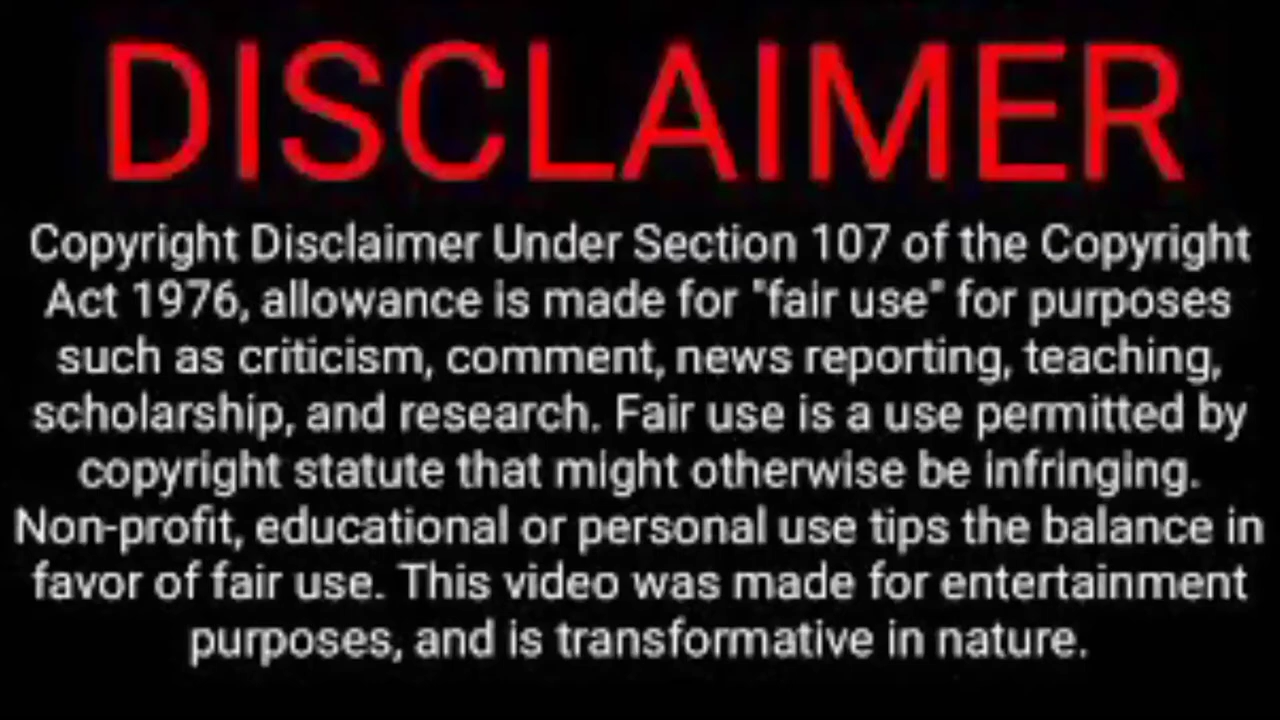 DISCLAIMER
Copyright Disclaimer Under Section 107 of the Copyright
Act 1976, allowance is made for "fair use" for purposes
such as criticism, comment, news reporting, teaching,
scholarship, and research. Fair use is a use permitted by
copyright statute that might otherwise be infringing.
Non-profit, educational or personal use tips the balance in
favor of fair use. This video was made for entertainment
purposes, and is transformative in nature.